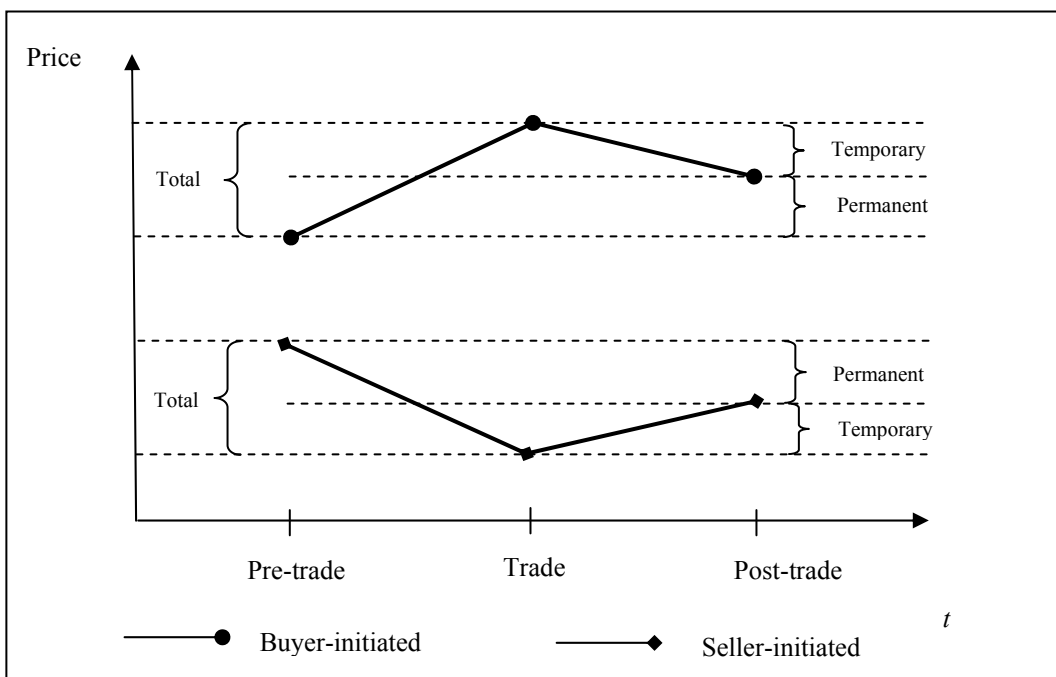 Price
Temporary
Total
Permanent
Permanent
Total
Temporary
Pre-trade Trade Post-trade
t
Buyer-initiated Seller-initiated